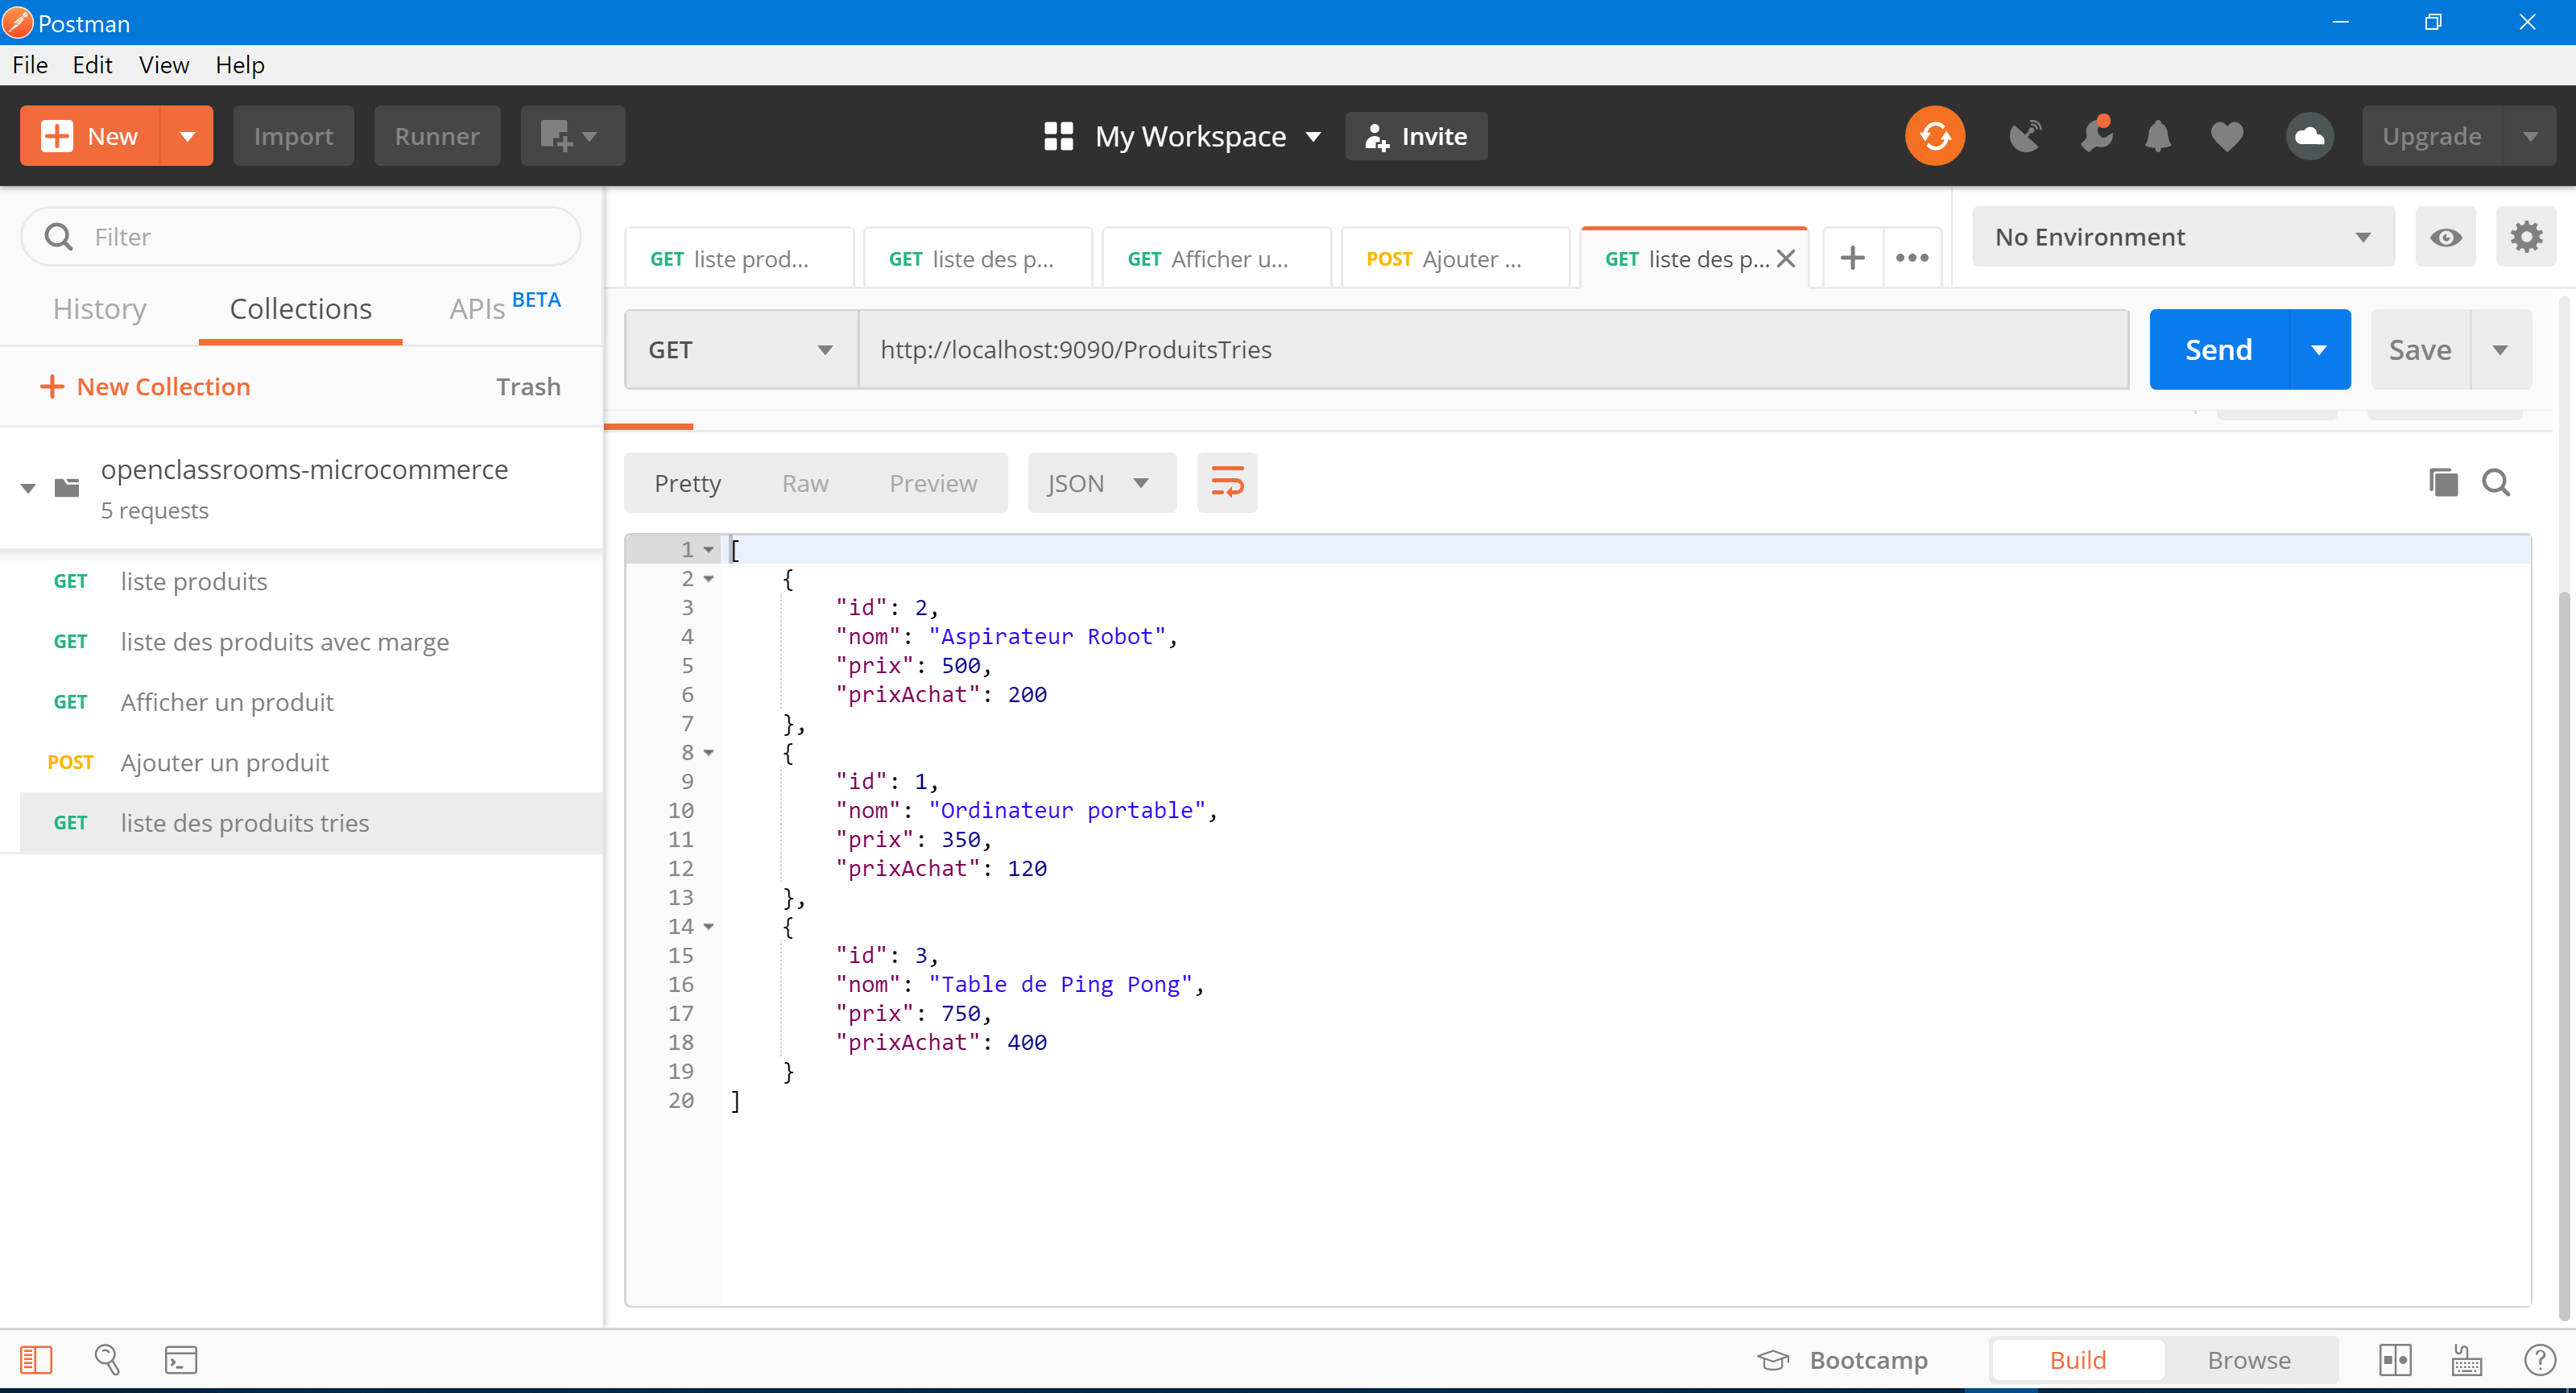 Postman
File Edit View Help
New Import Runner My Workspace Invite Upgrade
Filter
History Collections APIs BETA
New Collection Trash
openclassrooms-microcommerce
5 requests
GET liste produits
GET liste des produits avec marge
GET Afficher un produit
POST Ajouter un produit
GET liste des produits tries
GET liste prod... GET liste des p... GET Afficher u... POST Ajouter ... GET liste des p... No Environment
GET http://localhost:9090/ProduitsTries Send Save
Pretty Raw Preview JSON
1 [
2 {
3 "id": 2,
4 "nom": "Aspirateur Robot",
5 "prix": 500,
6 "prixAchat": 200
7 },
8 {
9 "id": 1,
10 "nom": "Ordinateur portable",
11 "prix": 350,
12 "prixAchat": 120
13 },
14 {
15 "id": 3,
16 "nom": "Table de Ping Pong",
17 "prix": 750,
18 "prixAchat": 400
19 }
20 ]
Bootcamp Build Browse